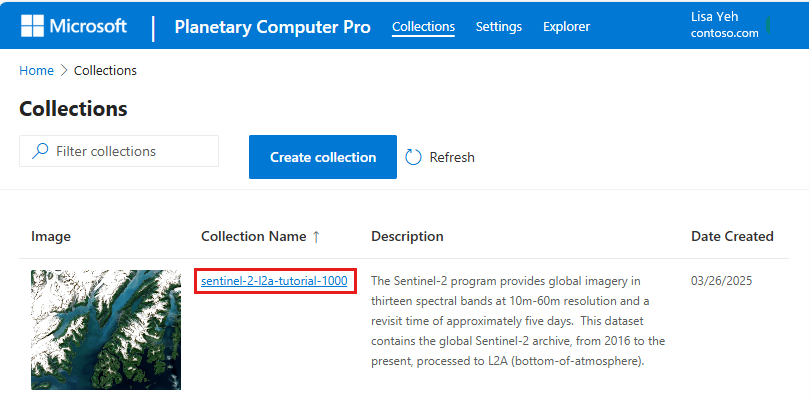 Microsoft | Planetary Computer Pro Collections Settings Explorer Lisa Yeh
contoso.com
Home > Collections
Collections
Filter collections Create collection Refresh
Image Collection Name ↑ Description Date Created
sentinel-2-l2a-tutorial-1000 The Sentinel-2 program provides global imagery in 03/26/2025
thirteen spectral bands at 10m-60m resolution and a
revisit time of approximately five days. This dataset
contains the global Sentinel-2 archive, from 2016 to the
present, processed to L2A (bottom-of-atmosphere).